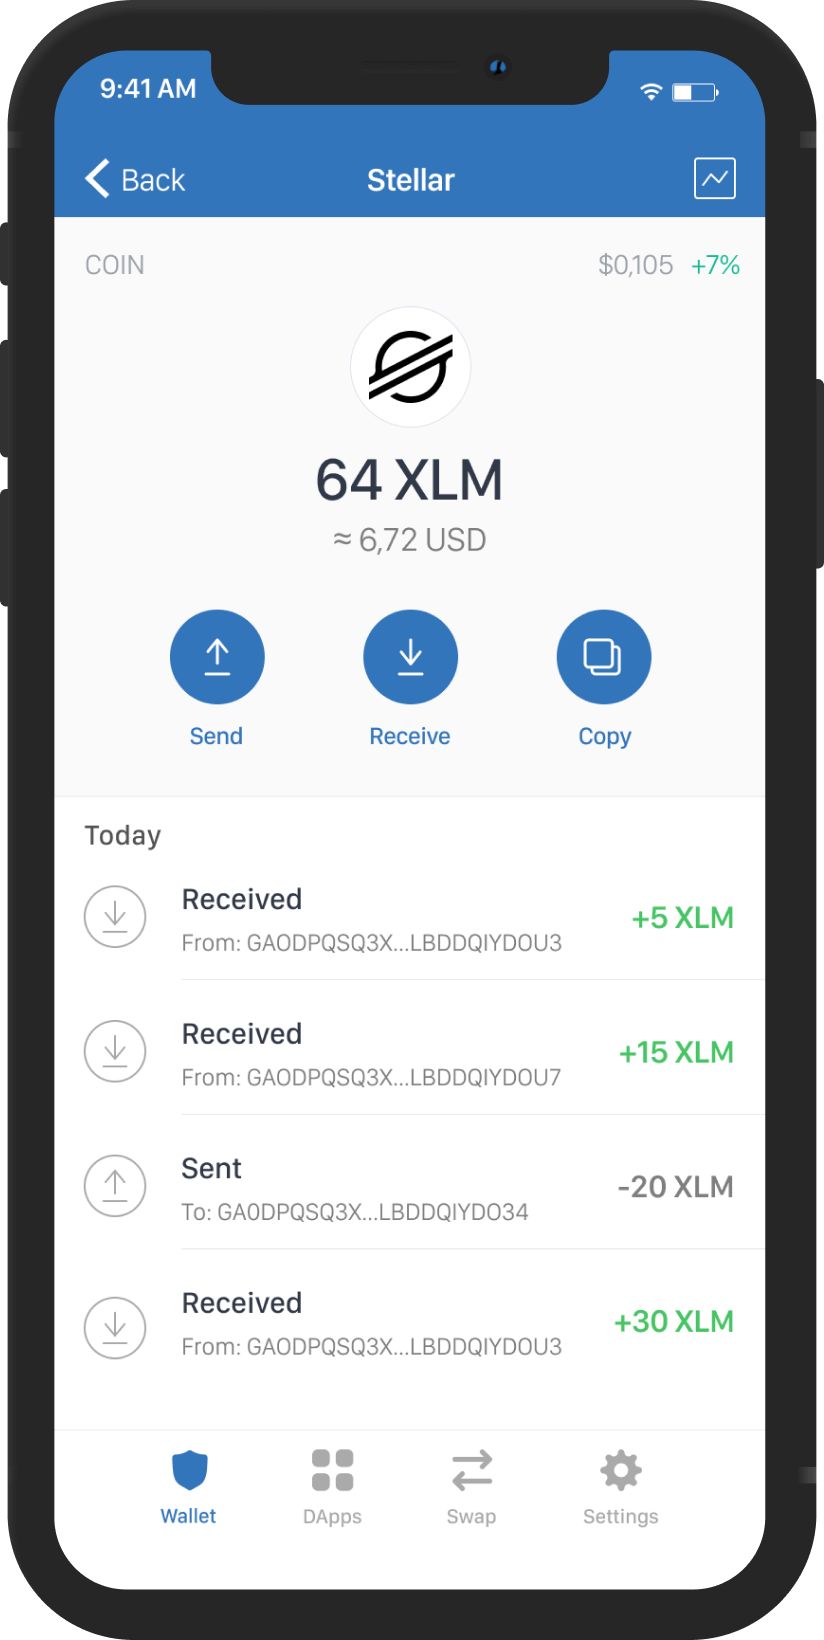 9:41 AM
Back
Stellar
COIN
$0,105 +7%
64 XLM
≈ 6,72 USD
Send
Receive
Copy
Today
Received
+5 XLM
From: GAODPQSQ3X...LBDDQIYDOU3
Received
+15 XLM
From: GAODPQSQ3X...LBDDQIYDOU7
Sent
-20 XLM
To: GA0DPQSQ3X...LBDDQIYDO34
Received
+30 XLM
From: GAODPQSQ3X...LBDDQIYDOU3
Wallet
DApps
Swap
Settings